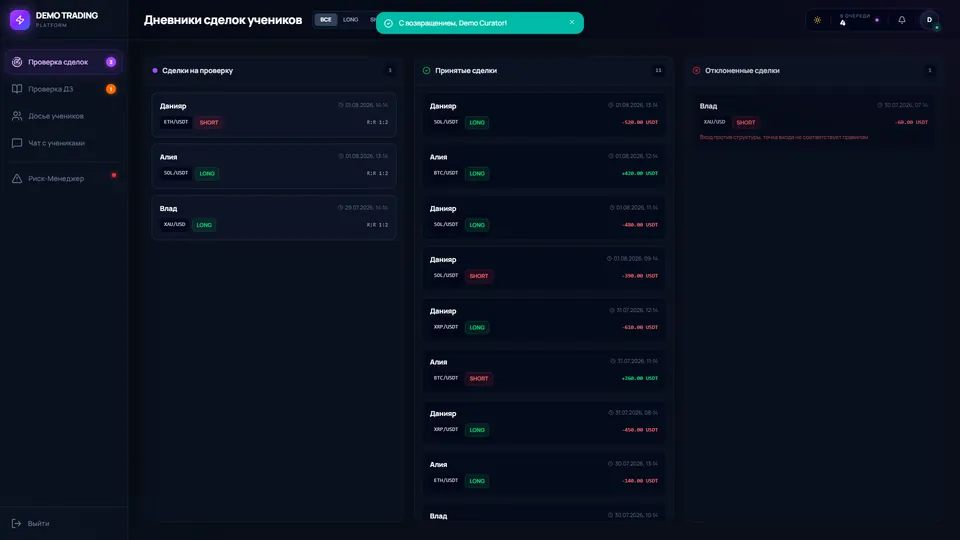 DEMO TRADING
PLATFORM
Проверка сделок
Проверка ДЗ
1
Досье учеников
Чат с учениками
Риск-Менеджер
Выйти
Дневники сделок учеников
ВСЕ
LONG
С возвращением, Demo Curator!
В ОЧЕРЕДИ
4
D
Сделки на проверку
Данияр
01.08.2026, 14:14
ETH/USDT
SHORT
R:R 1:2
Алия
01.08.2026, 13:14
SOL/USDT
LONG
R:R 1:2
Влад
29.07.2026, 14:14
XAU/USD
LONG
R:R 1:2
Принятые сделки
Данияр
01.08.2026, 13:14
SOL/USDT
LONG
-520.00 USDT
Алия
01.08.2026, 12:14
BTC/USDT
LONG
+420.00 USDT
Данияр
01.08.2026, 11:14
SOL/USDT
LONG
-480.00 USDT
Данияр
01.08.2026, 09:14
SOL/USDT
SHORT
-390.00 USDT
Данияр
31.07.2026, 12:14
XRP/USDT
LONG
-610.00 USDT
Алия
31.07.2026, 11:14
BTC/USDT
SHORT
+260.00 USDT
Данияр
31.07.2026, 08:14
XRP/USDT
LONG
-450.00 USDT
Алия
30.07.2026, 13:14
ETH/USDT
LONG
-140.00 USDT
Влад
30.07.2026, 10:14
Отклоненные сделки
1
Влад
30.07.2026, 07:14
XAU/USD
SHORT
-60.00 USDT
Вход против структуры, точка входа не соответствует правилам